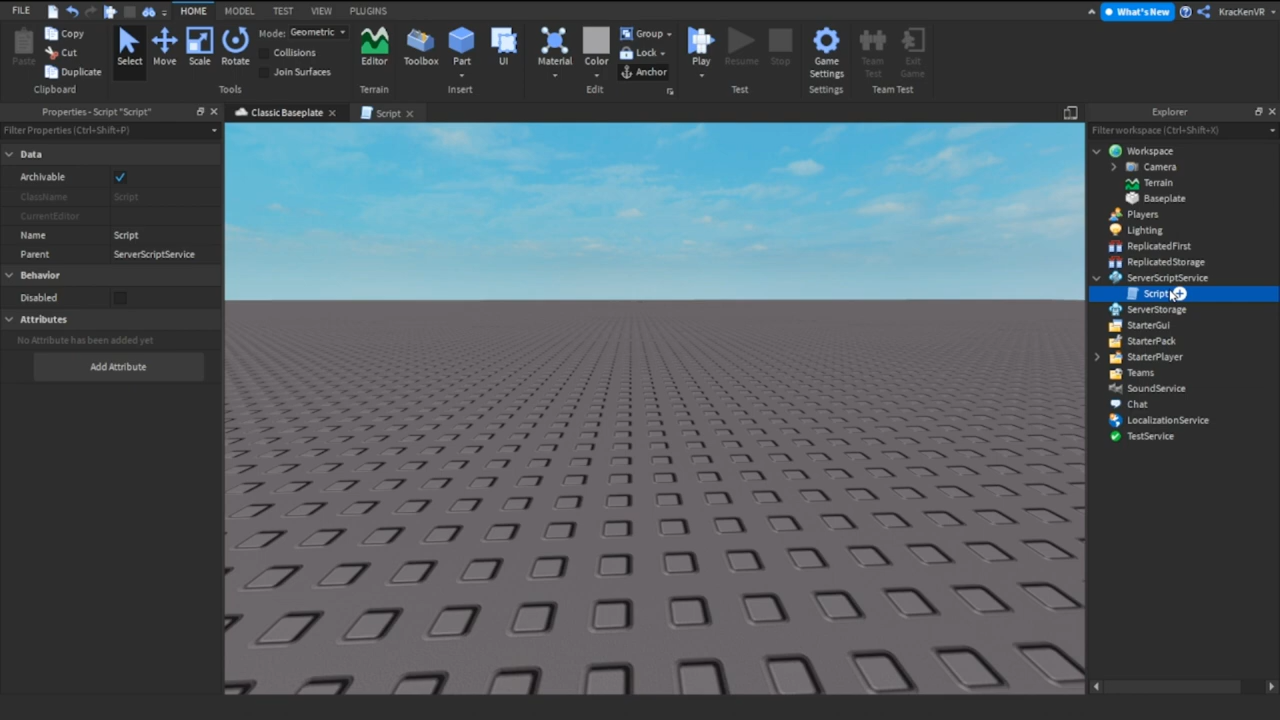 FILE HOME MODEL TEST VIEW PLUGINS What's New KracKenVR
Paste Copy Cut Duplicate Clipboard
Select Move Scale Rotate Mode: Geometric Collisions Join Surfaces Tools
Editor Terrain
Toolbox Part UI Insert
Material Color Group Lock Anchor Edit
Play Resume Stop Test
Game Settings Settings
Team Test Exit Game Team Test
Properties - Script "Script"
Filter Properties (Ctrl+Shift+P)
Data
Archivable
ClassName Script
CurrentEditor
Name Script
Parent ServerScriptService
Behavior
Disabled
Attributes
No Attribute has been added yet
Add Attribute
Classic Baseplate Script
Explorer
Filter workspace (Ctrl+Shift+X)
Workspace
Camera
Terrain
Baseplate
Players
Lighting
ReplicatedFirst
ReplicatedStorage
ServerScriptService
Script
ServerStorage
StarterGui
StarterPack
StarterPlayer
Teams
SoundService
Chat
LocalizationService
TestService